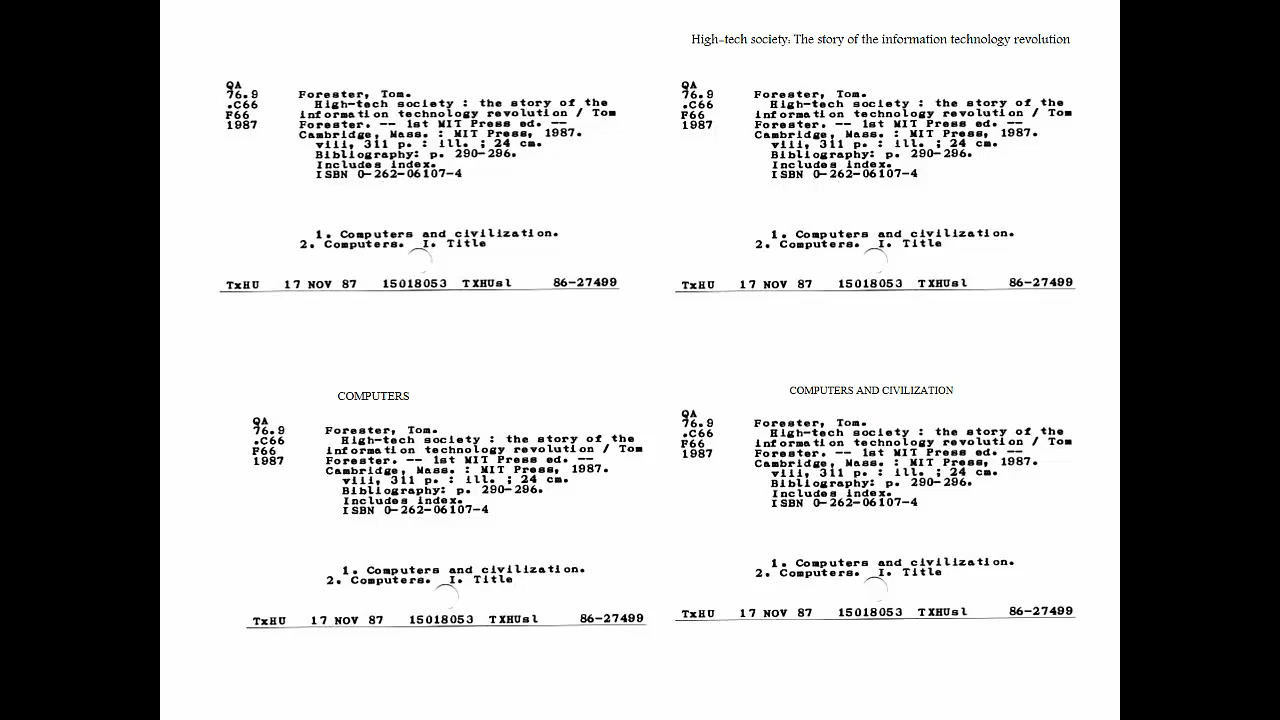 High-tech society: The story of the information technology revolution
QA
76.9 Forester, Tom.
.C66 High-tech society : the story of the
F66 information technology revolution / Tom
1987 Forester. -- 1st MIT Press ed. --
Cambridge, Mass. : MIT Press, 1987.
viii, 311 p. : ill. ; 24 cm.
Bibliography: p. 290-296.
Includes index.
ISBN 0-262-06107-4
1. Computers and civilization.
2. Computers. I. Title
TxHU 17 NOV 87 15018053 TXHUsl 86-27499
QA
76.9 Forester, Tom.
.C66 High-tech society : the story of the
F66 information technology revolution / Tom
1987 Forester. -- 1st MIT Press ed. --
Cambridge, Mass. : MIT Press, 1987.
viii, 311 p. : ill. ; 24 cm.
Bibliography: p. 290-296.
Includes index.
ISBN 0-262-06107-4
1. Computers and civilization.
2. Computers. I. Title
TxHU 17 NOV 87 15018053 TXHUsl 86-27499
COMPUTERS
QA
76.9 Forester, Tom.
.C66 High-tech society : the story of the
F66 information technology revolution / Tom
1987 Forester. -- 1st MIT Press ed. --
Cambridge, Mass. : MIT Press, 1987.
viii, 311 p. : ill. ; 24 cm.
Bibliography: p. 290-296.
Includes index.
ISBN 0-262-06107-4
1. Computers and civilization.
2. Computers. I. Title
TxHU 17 NOV 87 15018053 TXHUsl 86-27499
COMPUTERS AND CIVILIZATION
QA
76.9 Forester, Tom.
.C66 High-tech society : the story of the
F66 information technology revolution / Tom
1987 Forester. -- 1st MIT Press ed. --
Cambridge, Mass. : MIT Press, 1987.
viii, 311 p. : ill. ; 24 cm.
Bibliography: p. 290-296.
Includes index.
ISBN 0-262-06107-4
1. Computers and civilization.
2. Computers. I. Title
TxHU 17 NOV 87 15018053 TXHUsl 86-27499